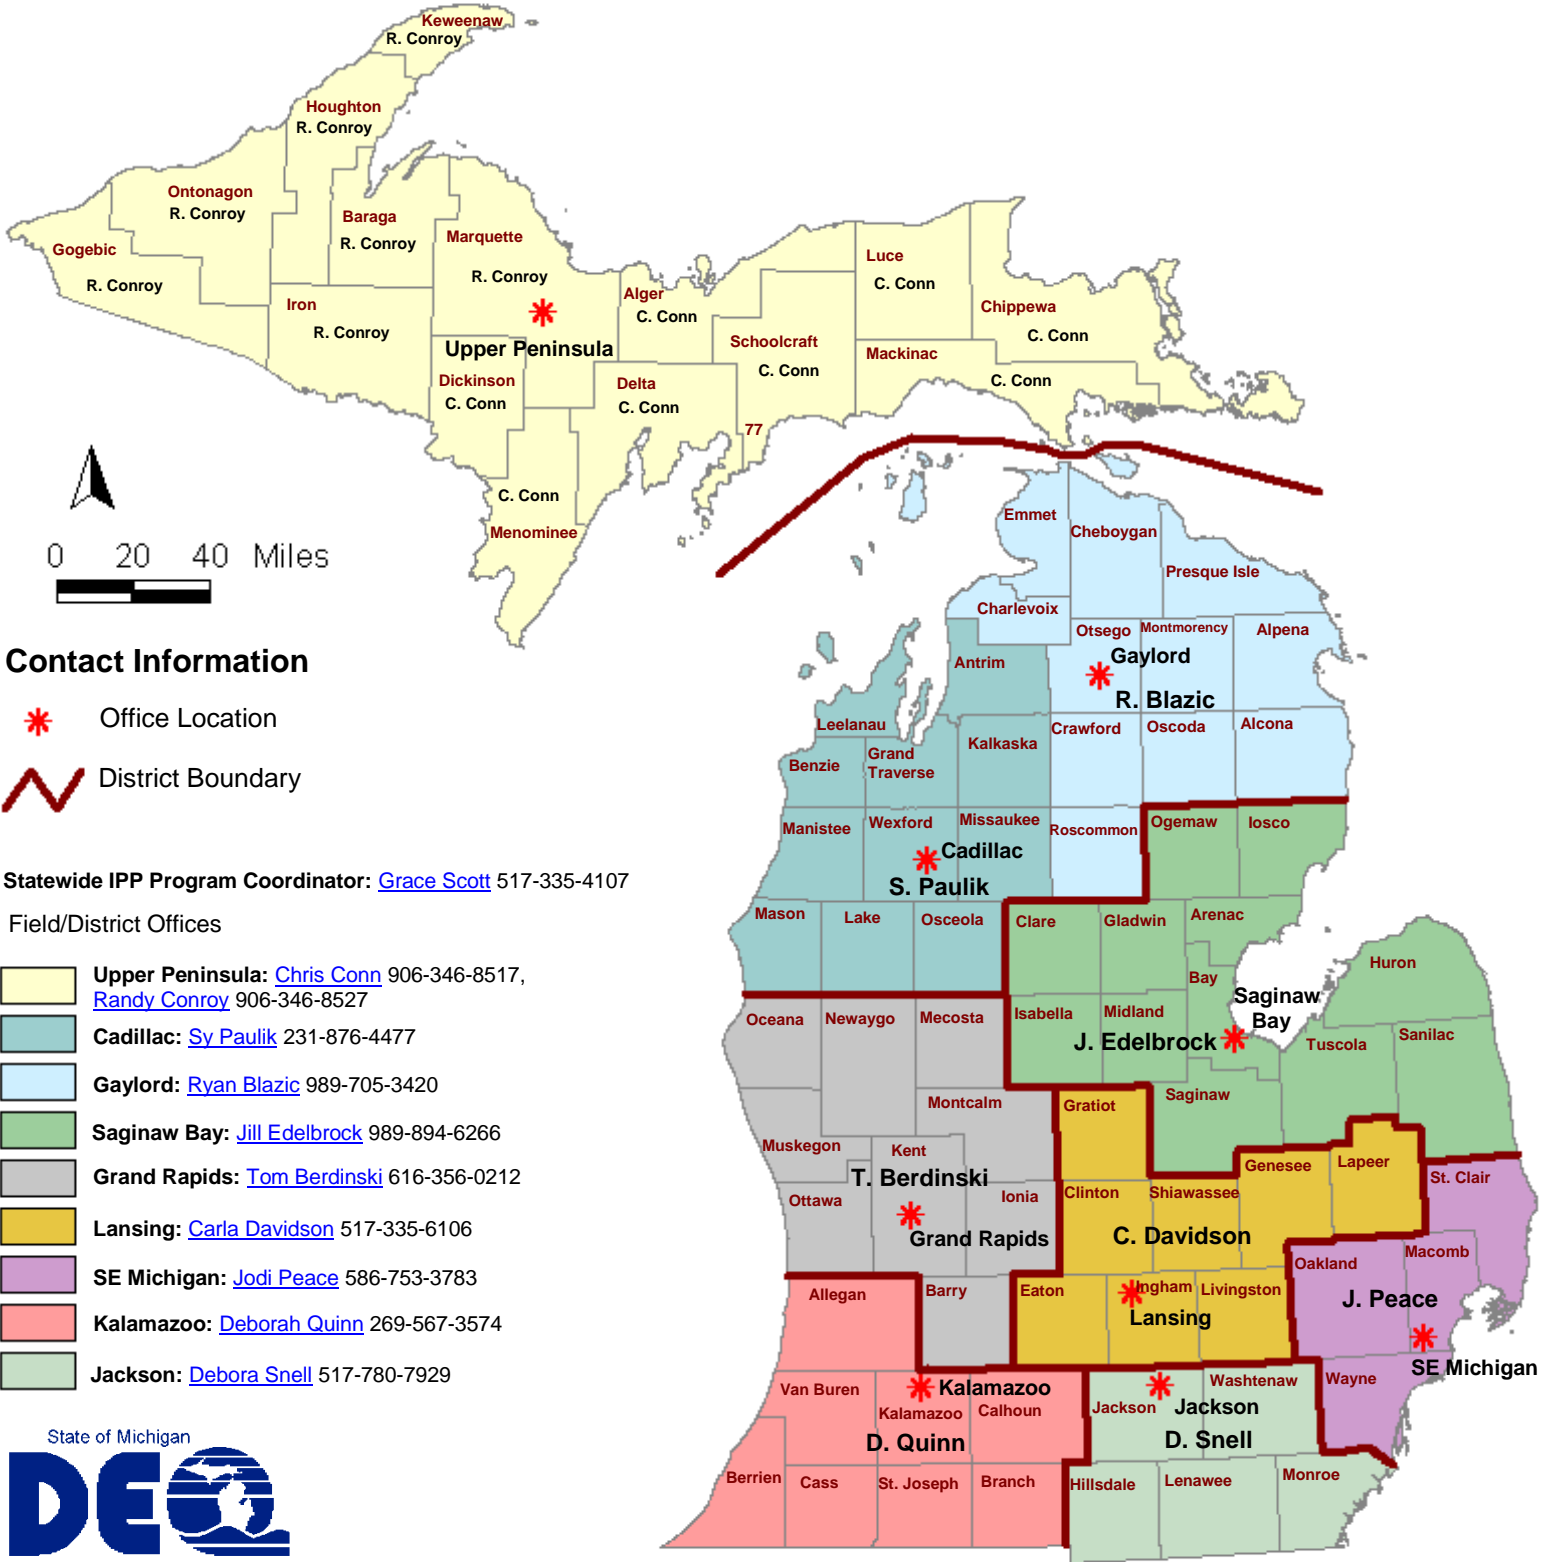 Keweenaw
R. Conroy
Houghton
R. Conroy
Ontonagon
R. Conroy
Baraga
R. Conroy
Gogebic
R. Conroy
Marquette
R. Conroy
Iron
R. Conroy
Upper Peninsula
Alger
C. Conn
Luce
C. Conn
Chippewa
C. Conn
Schoolcraft
C. Conn
Mackinac
C. Conn
Dickinson
C. Conn
Delta
C. Conn
77
C. Conn
Menominee
0 20 40 Miles
Contact Information
Office Location
District Boundary
Statewide IPP Program Coordinator: Grace Scott 517-335-4107
Field/District Offices
Upper Peninsula: Chris Conn 906-346-8517,
Randy Conroy 906-346-8527
Cadillac: Sy Paulik 231-876-4477
Gaylord: Ryan Blazic 989-705-3420
Saginaw Bay: Jill Edelbrock 989-894-6266
Grand Rapids: Tom Berdinski 616-356-0212
Lansing: Carla Davidson 517-335-6106
SE Michigan: Jodi Peace 586-753-3783
Kalamazoo: Deborah Quinn 269-567-3574
Jackson: Debora Snell 517-780-7929
State of Michigan
DEQ
Emmet
Cheboygan
Presque Isle
Charlevoix
Otsego
Montmorency
Alpena
Gaylord
R. Blazic
Antrim
Leelanau
Crawford
Oscoda
Alcona
Kalkaska
Grand
Traverse
Benzie
Manistee
Wexford
Missaukee
Roscommon
Ogemaw
Iosco
Cadillac
S. Paulik
Mason
Lake
Osceola
Clare
Gladwin
Arenac
Huron
Bay
Saginaw
Bay
Oceana
Newaygo
Mecosta
Isabella
Midland
J. Edelbrock
Tuscola
Sanilac
Montcalm
Gratiot
Saginaw
Muskegon
Kent
T. Berdinski
Genesee
Lapeer
St. Clair
Ottawa
Ionia
Clinton
Shiawassee
Grand Rapids
C. Davidson
Oakland
Macomb
Allegan
Barry
Eaton
Ingham
Livingston
J. Peace
Lansing
SE Michigan
Van Buren
Kalamazoo
Kalamazoo
Calhoun
D. Quinn
Washtenaw
Jackson
Jackson
D. Snell
Wayne
Berrien
Cass
St. Joseph
Branch
Hillsdale
Lenawee
Monroe